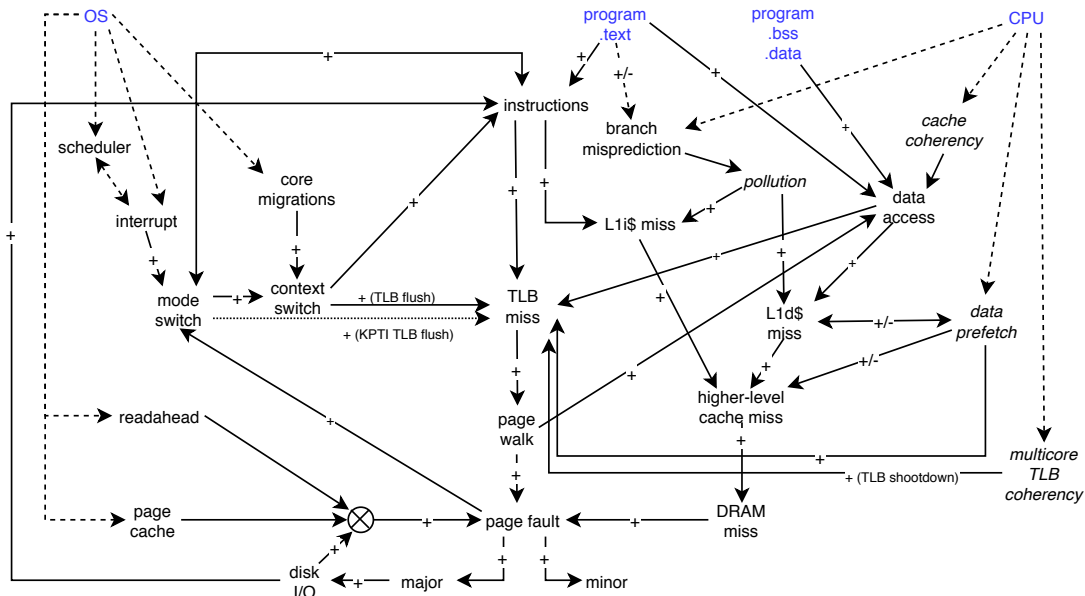 OS
program
.text
program
.bss
.data
CPU
+
+
+/-
+
instructions
branch
misprediction
+
cache
coherency
scheduler
core
migrations
+
pollution
interrupt
+
+
+
L1i$ miss
data
access
+
+
+
+
+
+
mode
switch
+
context
switch
+ (TLB flush)
TLB
miss
+
L1d$
miss
+/-
data
prefetch
+ (KPTI TLB flush)
+
+
+
+/-
higher-level
cache miss
readahead
+
page
walk
+
+
multicore
TLB
coherency
+
+ (TLB shootdown)
page
cache
+
page fault
+
DRAM
miss
+
+
+
disk
I/O
+
major
minor